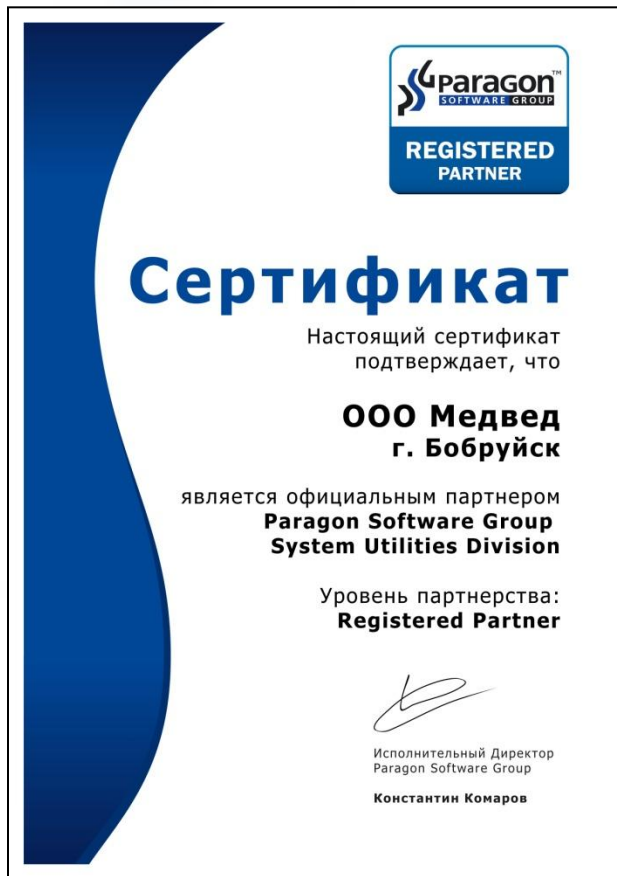 Paragon™
SOFTWARE GROUP
REGISTERED
PARTNER
Сертификат
Настоящий сертификат
подтверждает, что
ООО Медвед
г. Бобруйск
является официальным партнером
Paragon Software Group
System Utilities Division
Уровень партнерства:
Registered Partner
Исполнительный Директор
Paragon Software Group
Константин Комаров